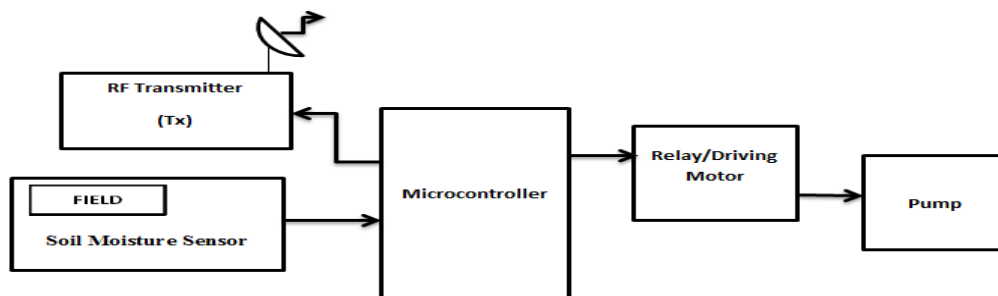 RF Transmitter
(Tx)
FIELD
Soil Moisture Sensor
Microcontroller
Relay/Driving
Motor
Pump